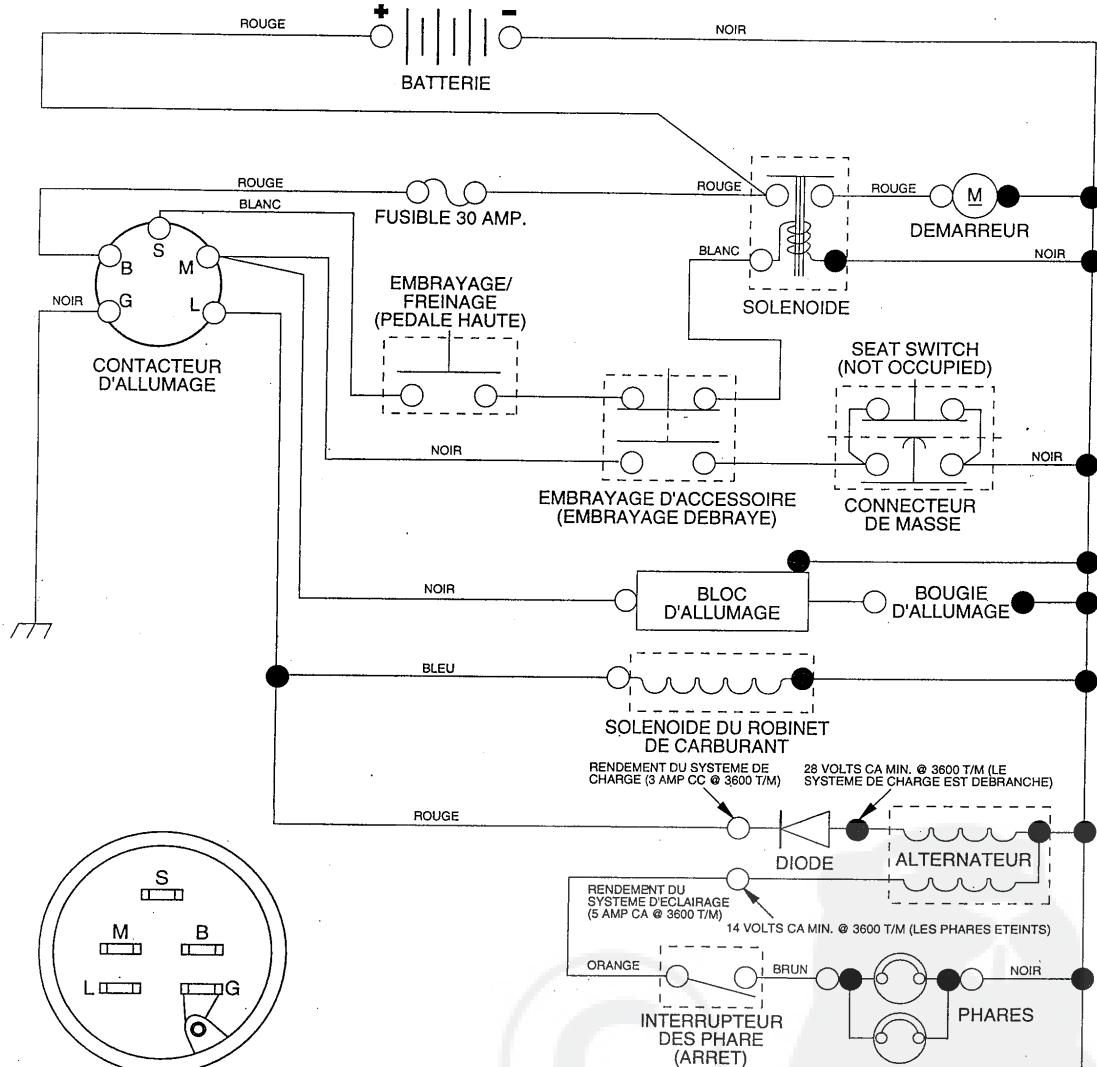 + -
ROUGE
NOIR
BATTERIE
ROUGE
BLANC
FUSIBLE 30 AMP.
ROUGE
ROUGE
M
DEMARREUR
S
B
M
G
L
NOIR
CONTACTEUR
D'ALLUMAGE
EMBRAYAGE/
FREINAGE
(PEDALE HAUTE)
BLANC
NOIR
SOLENOIDE
SEAT SWITCH
(NOT OCCUPIED)
NOIR
NOIR
EMBRAYAGE D'ACCESSOIRE
(EMBRAYAGE DEBRAYE)
CONNECTEUR
DE MASSE
NOIR
BLOC
D'ALLUMAGE
BOUGIE
D'ALLUMAGE
BLEU
SOLENOIDE DU ROBINET
DE CARBURANT
RENDEMENT DU SYSTEME DE
CHARGE (3 AMP CC @ 3600 T/M)
28 VOLTS CA MIN. @ 3600 T/M (LE
SYSTEME DE CHARGE EST DEBRANCHE)
ROUGE
DIODE
ALTERNATEUR
RENDEMENT DU
SYSTEME D'ECLAIRAGE
(5 AMP CA @ 3600 T/M)
14 VOLTS CA MIN. @ 3600 T/M (LES PHARES ETEINTS)
ORANGE
BRUN
NOIR
INTERRUPTEUR
DES PHARE
(ARRET)
PHARES
S
M
B
L
G